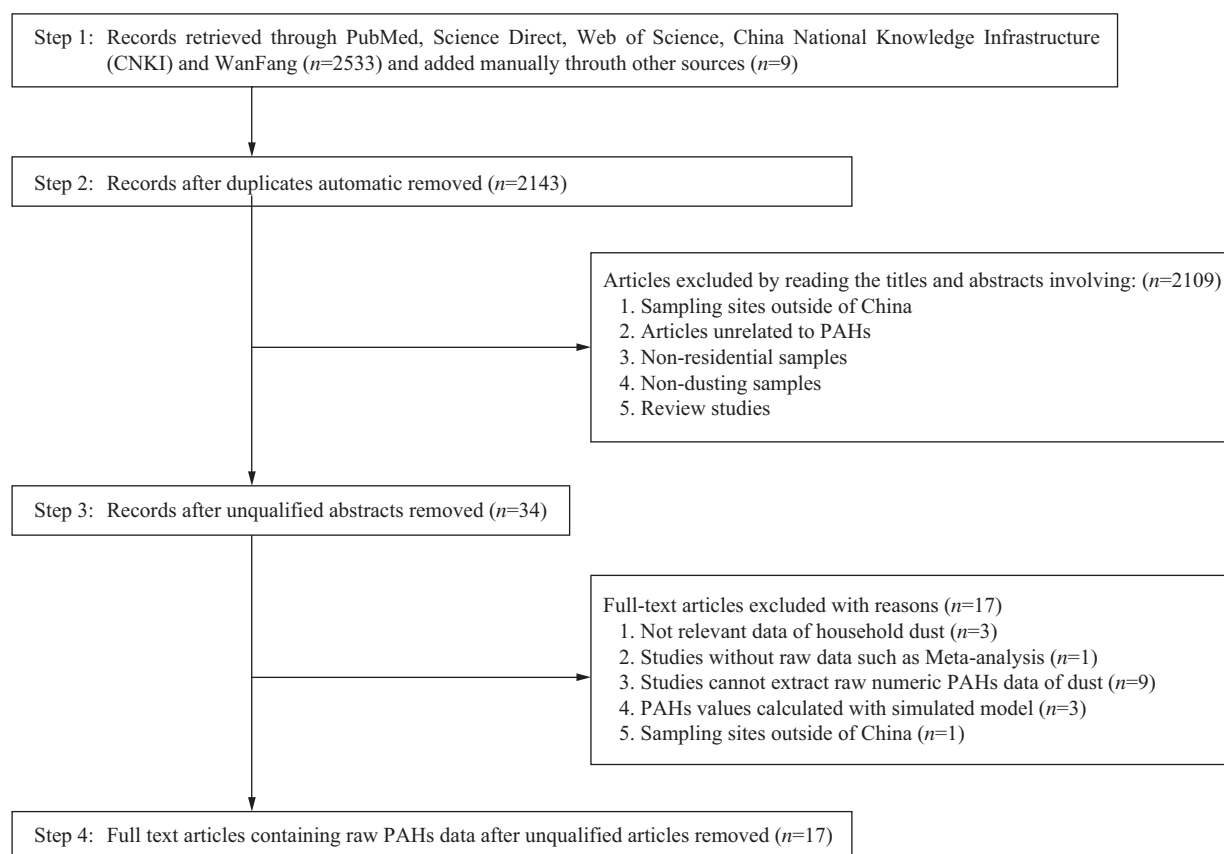 Step 1: Records retrieved through PubMed, Science Direct, Web of Science, China National Knowledge Infrastructure
(CNKI) and WanFang (n=2533) and added manually throuth other sources (n=9)
Step 2: Records after duplicates automatic removed (n=2143)
Articles excluded by reading the titles and abstracts involving: (n=2109)
1. Sampling sites outside of China
2. Articles unrelated to PAHs
3. Non-residential samples
4. Non-dusting samples
5. Review studies
Step 3: Records after unqualified abstracts removed (n=34)
Full-text articles excluded with reasons (n=17)
1. Not relevant data of household dust (n=3)
2. Studies without raw data such as Meta-analysis (n=1)
3. Studies cannot extract raw numeric PAHs data of dust (n=9)
4. PAHs values calculated with simulated model (n=3)
5. Sampling sites outside of China (n=1)
Step 4: Full text articles containing raw PAHs data after unqualified articles removed (n=17)